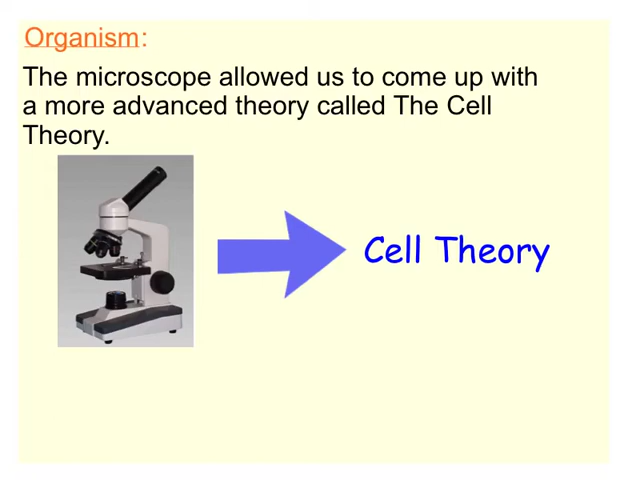 Organism:
The microscope allowed us to come up with
a more advanced theory called The Cell
Theory.
Cell Theory